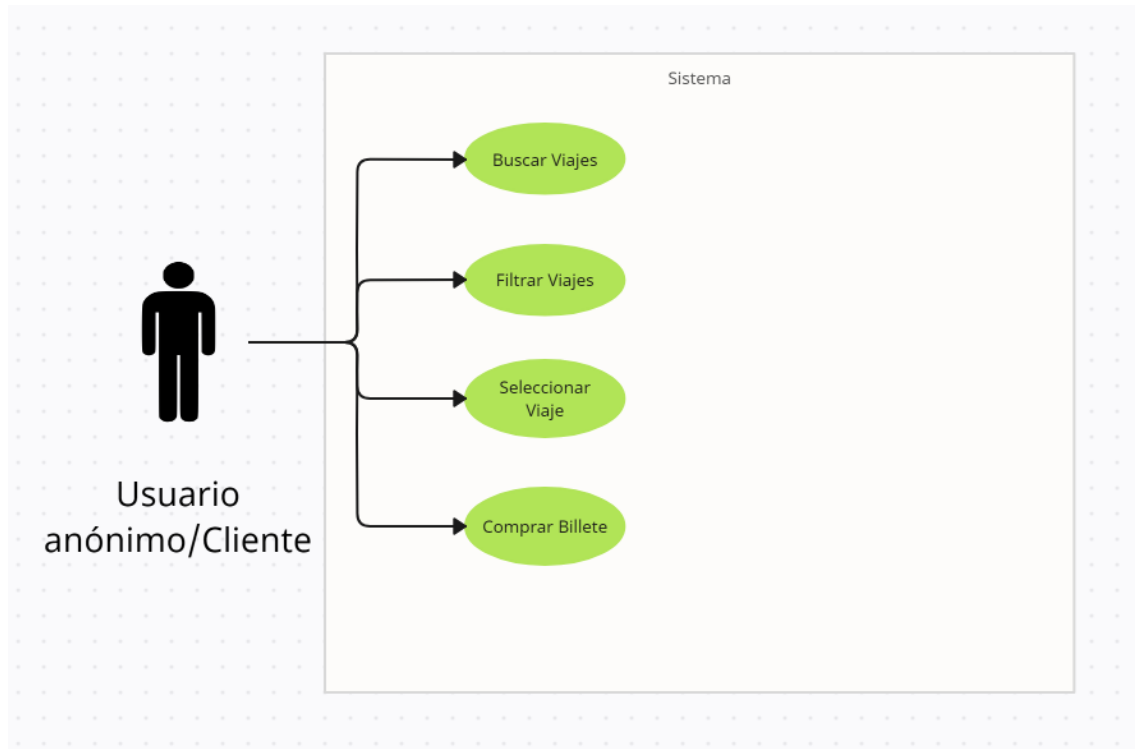 Sistema
Buscar Viajes
Filtrar Viajes
Seleccionar
Viaje
Comprar Billete
Usuario
anónimo/Cliente